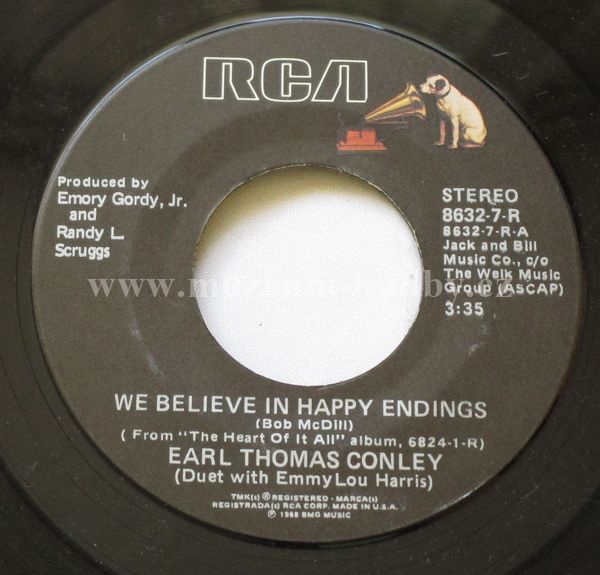 RCA
Produced by
Emory Gordy, Jr.
and
Randy L.
Scruggs
STEREO
8632-7-R
8632-7-R-A
Jack and Bill
Music Co., c/o
The Welk Music
Group (ASCAP)
3:35
WE BELIEVE IN HAPPY ENDINGS
(Bob McDill)
( From "The Heart Of It All" album, 6824-1-R)
EARL THOMAS CONLEY
(Duet with EmmyLou Harris)
TMK(s) ® REGISTERED - MARCA(s)
REGISTRADA(s) RCA CORP. MADE IN U.S.A.
℗ 1988 BMG MUSIC